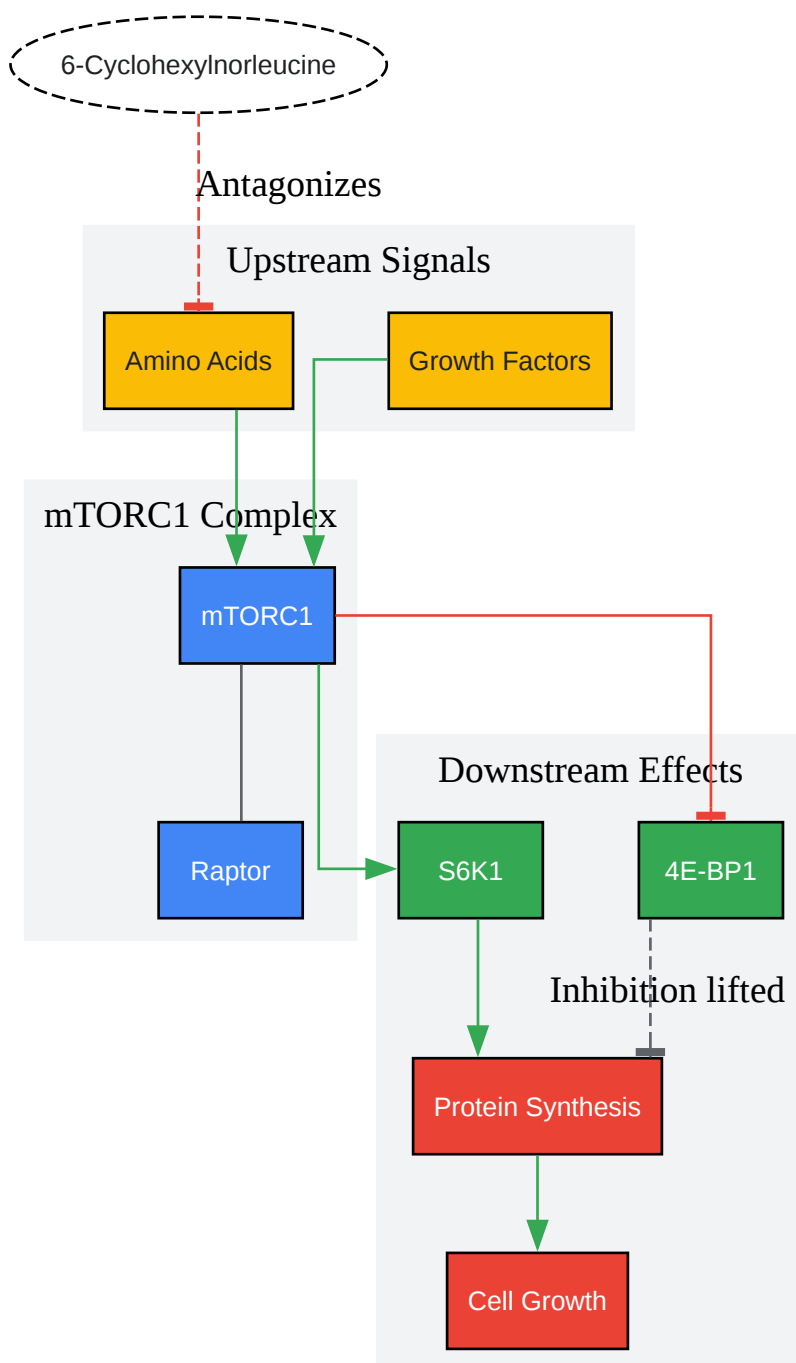 6-Cyclohexylnorleucine
Antagonizes
Upstream Signals
Amino Acids
Growth Factors
mTORC1 Complex
mTORC1
Downstream Effects
Raptor
S6K1
4E-BP1
Inhibition lifted
Protein Synthesis
Cell Growth